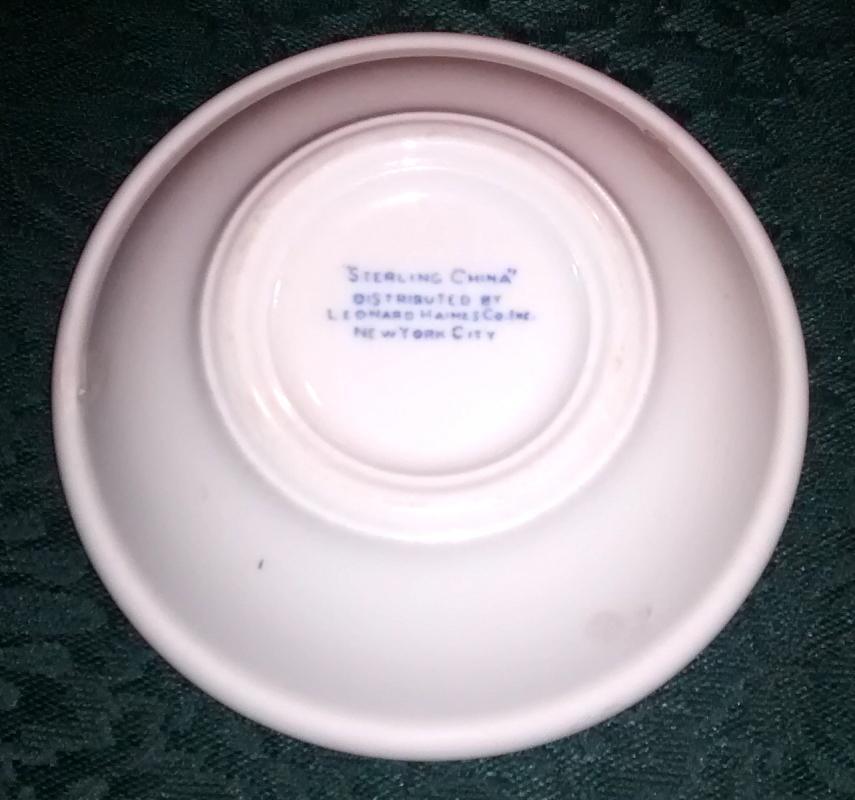 "STERLING CHINA"
DISTRIBUTED BY
LEONARD HAIMES CO. INC.
NEW YORK CITY